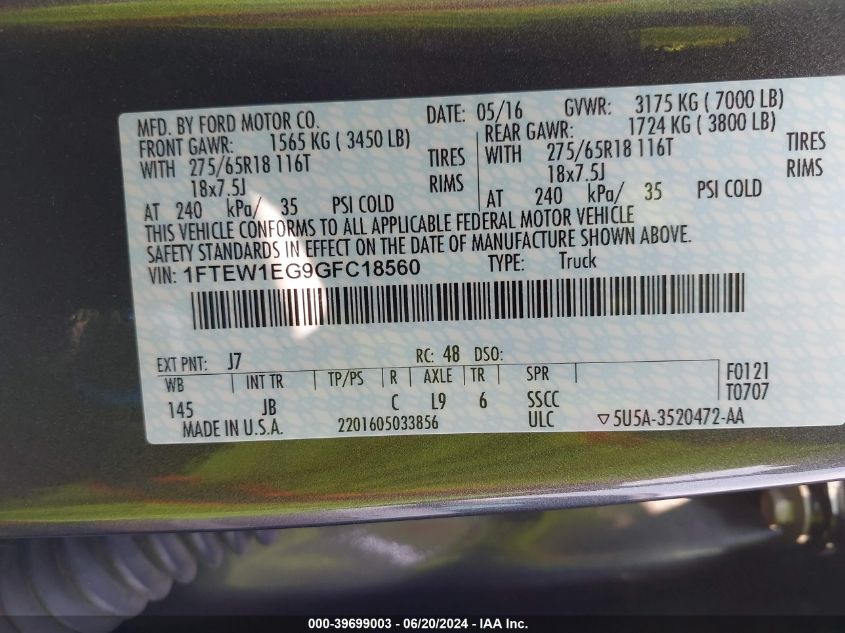 MFD. BY FORD MOTOR CO.
DATE: 05/16 GVWR: 3175 KG ( 7000 LB)
FRONT GAWR: 1565 KG ( 3450 LB)
REAR GAWR: 1724 KG ( 3800 LB)
WITH 275/65R18 116T TIRES
WITH 275/65R18 116T TIRES
18x7.5J RIMS
18x7.5J RIMS
AT 240 kPa/ 35 PSI COLD
AT 240 kPa/ 35 PSI COLD
THIS VEHICLE CONFORMS TO ALL APPLICABLE FEDERAL MOTOR VEHICLE
SAFETY STANDARDS IN EFFECT ON THE DATE OF MANUFACTURE SHOWN ABOVE.
VIN: 1FTEW1EG9GFC18560 TYPE: Truck
EXT PNT: J7 RC: 48 DSO:
WB INT TR TP/PS R AXLE TR SPR F0121
145 JB C L9 6 SSCC T0707
MADE IN U.S.A. 2201605033856 ULC ▽5U5A-3520472-AA
000-39699003 - 06/20/2024 - IAA Inc.